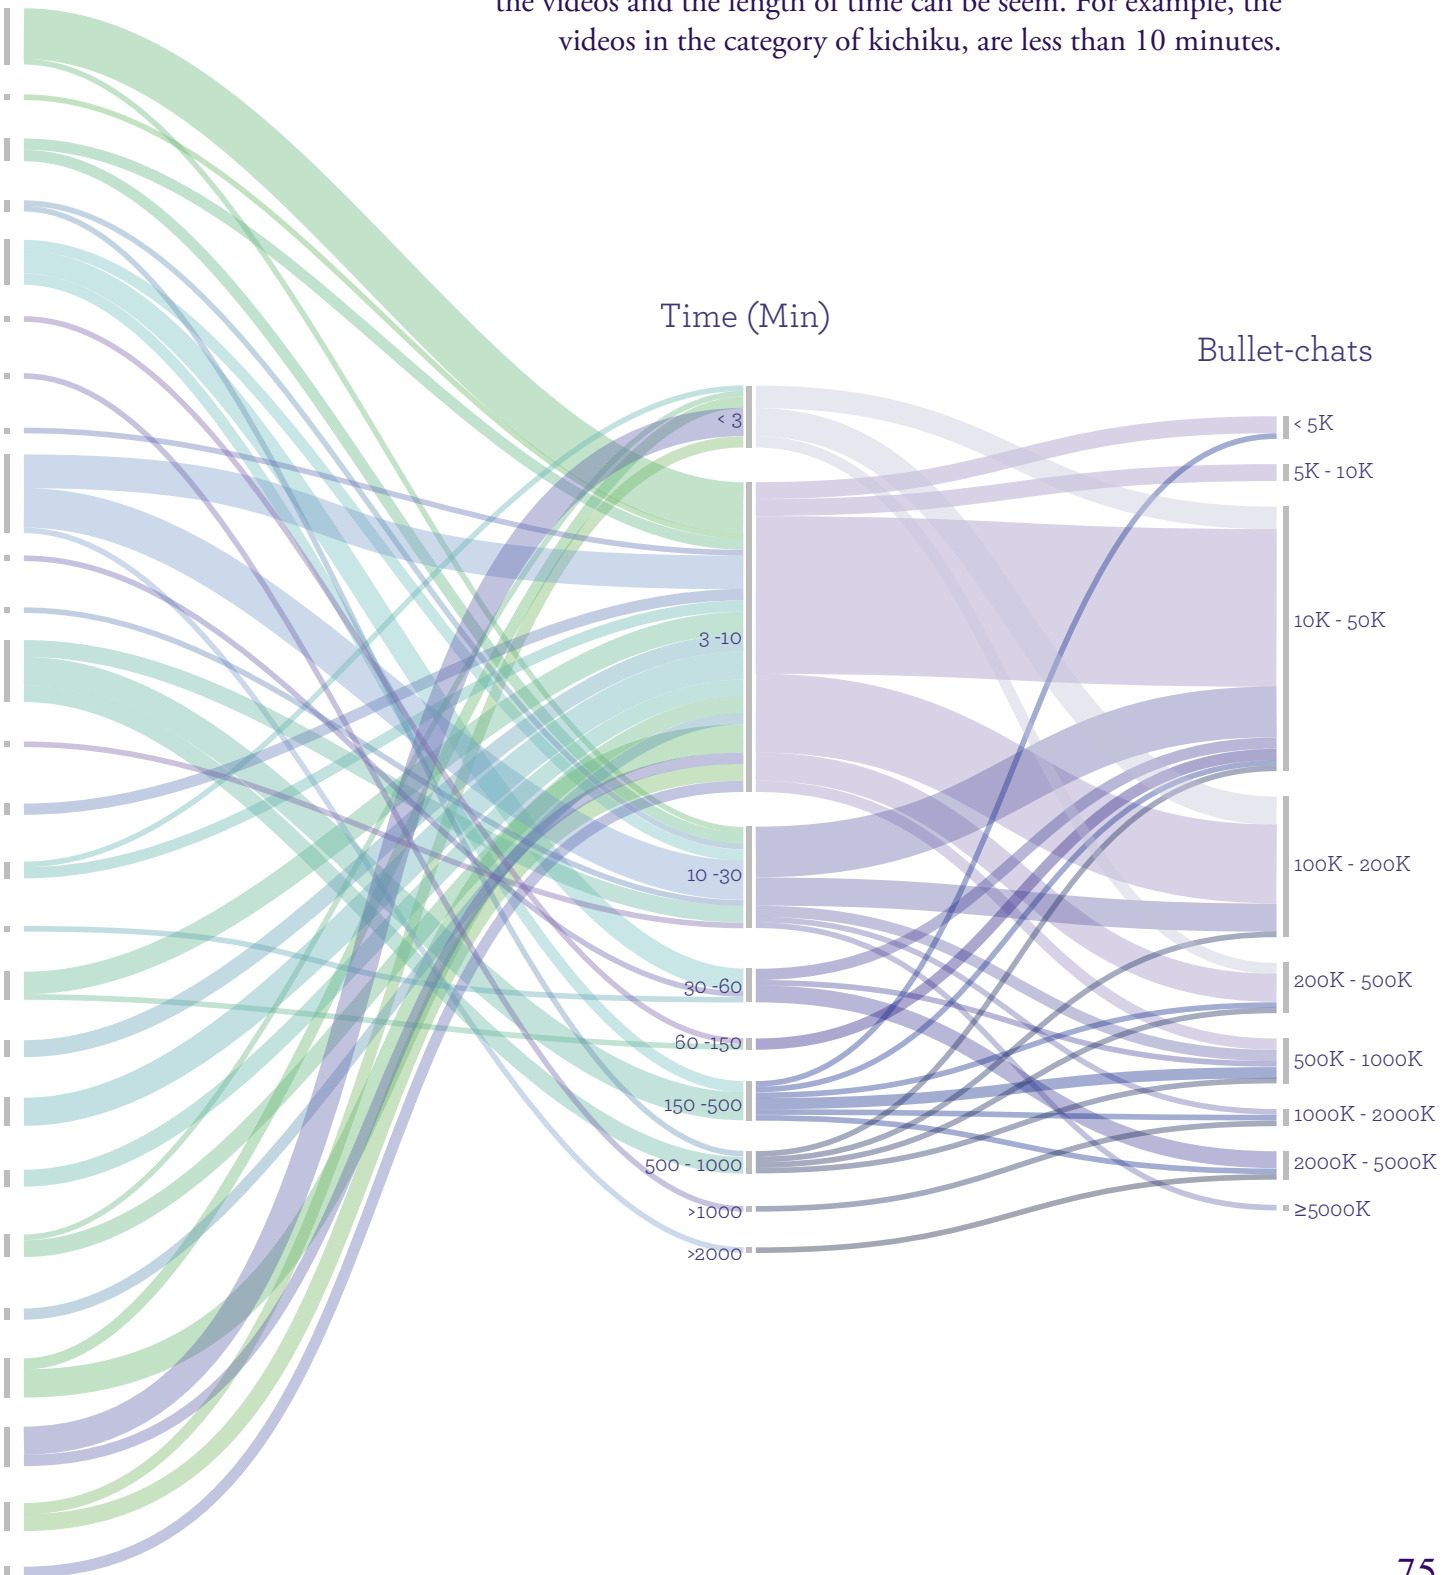 the videos and the length of time can be seem. For example, the
videos in the category of kichiku, are less than 10 minutes.
Time (Min)
Bullet-chats
< 3
3 -10
10 -30
30 -60
60 -150
150 -500
500 - 1000
>1000
>2000
< 5K
5K - 10K
10K - 50K
100K - 200K
200K - 500K
500K - 1000K
1000K - 2000K
2000K - 5000K
≥5000K
75